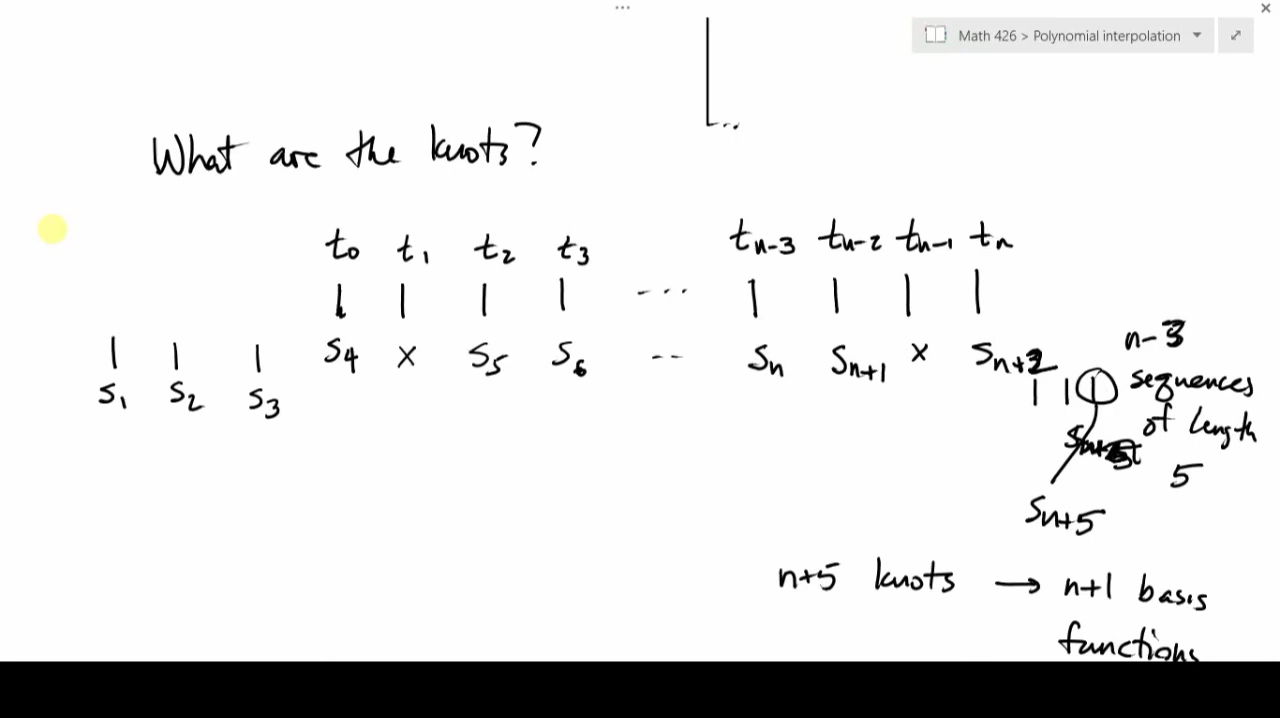 Math 426 > Polynomial interpolation
What are the knots?
t0 t1 t2 t3 ... tn-3 tn-2 tn-1 tn
s4 x s5 s6 -- sn sn+1 x sn+2
s1 s2 s3
n-3
sequences
of length
5
sn+5
n+5 knots → n+1 basis
functions